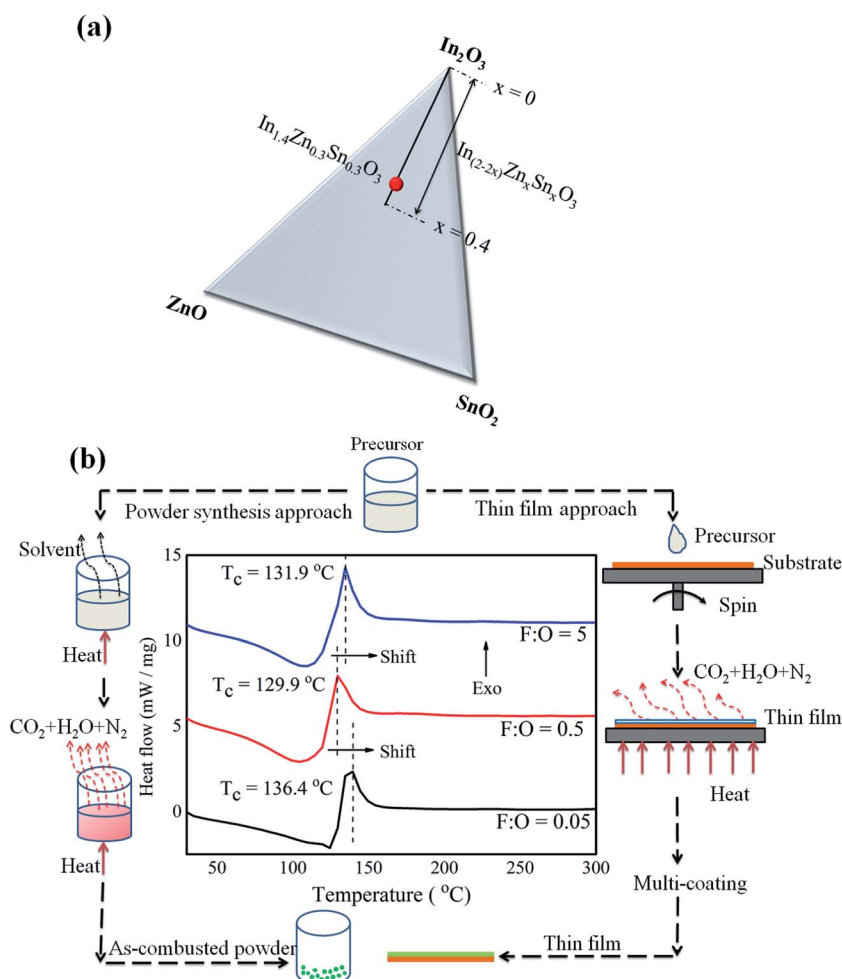 (a)
In₂O₃
x = 0
In₁.₄Zn₀.₃Sn₀.₃O₃
In₍₂₋₂ₓ₎ZnₓSnₓO₃
x = 0.4
ZnO
SnO₂
(b)
Precursor
Powder synthesis approach
Thin film approach
Solvent
Heat
CO₂+H₂O+N₂
Heat
As-combusted powder
Precursor
Substrate
Spin
CO₂+H₂O+N₂
Thin film
Heat
Multi-coating
Thin film
Heat flow (mW / mg)
15
10
5
0
T_C = 131.9 °C
F:O = 5
Shift
Exo
T_C = 129.9 °C
F:O = 0.5
Shift
T_C = 136.4 °C
F:O = 0.05
50 100 150 200 250 300
Temperature ( °C)